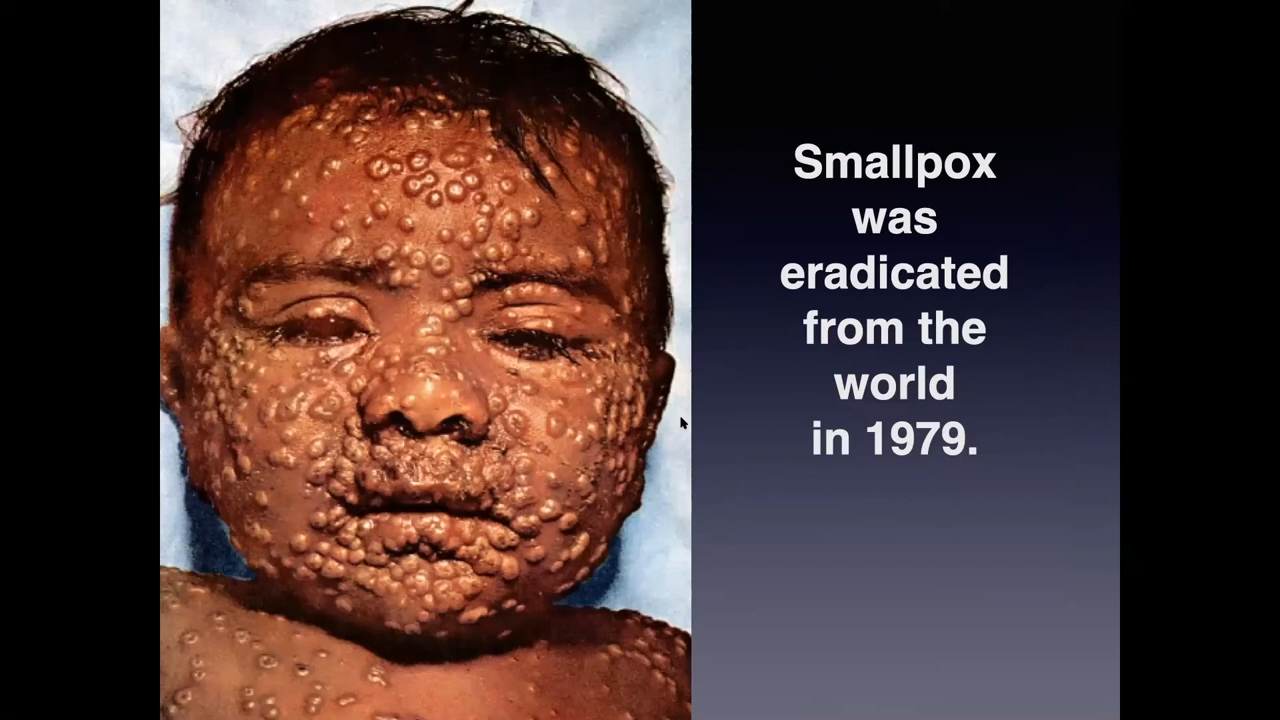 Smallpox
was
eradicated
from the
world
in 1979.